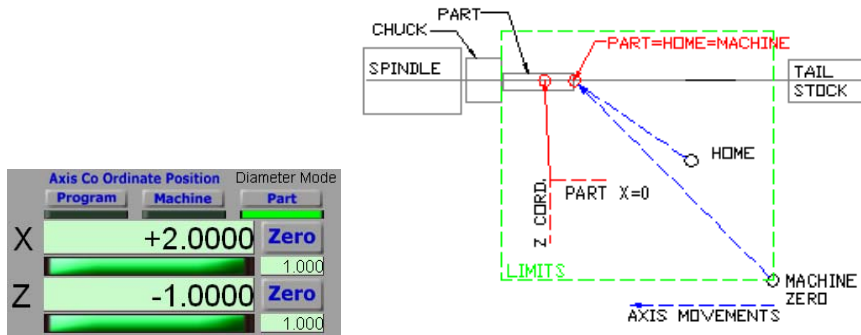 PART
CHUCK
PART=HOME=MACHINE
SPINDLE
TAIL
STOCK
HOME
Z CORD.
PART X=0
LIMITS
MACHINE
ZERO
AXIS MOVEMENTS
Axis Co Ordinate Position Diameter Mode
Program Machine Part
X +2.0000 Zero
1.000
Z -1.0000 Zero
1.000